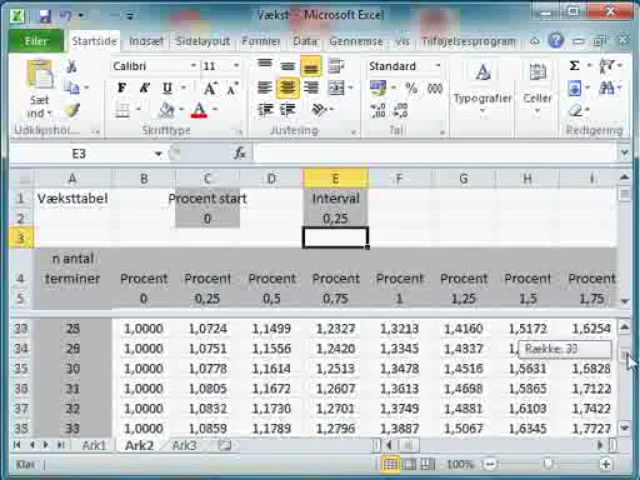 Vækst - Microsoft Excel
Filer Startside Indsæt Sidelayout Formler Data Gennemse vis Tilføjelsesprogram
Calibri 11 Standard
Sæt ind F K U A A A % 000 Typografier Celler Σ
Udklipsholder Skrifttype Justering Tal Redigering
E3 fx
A B C D E F G H I
1 Væksttabel Procent start Interval
2 0 0,25
3
n antal
4 terminer Procent Procent Procent Procent Procent Procent Procent Procent
5 0 0,25 0,5 0,75 1 1,25 1,5 1,75
33 28 1,0000 1,0724 1,1499 1,2327 1,3213 1,4160 1,5172 1,6254
34 29 1,0000 1,0751 1,1556 1,2420 1,3345 1,4337 Række: 33
35 30 1,0000 1,0778 1,1614 1,2513 1,3478 1,4516 1,5631 1,6828
36 31 1,0000 1,0805 1,1672 1,2607 1,3613 1,4698 1,5865 1,7122
37 32 1,0000 1,0832 1,1730 1,2701 1,3749 1,4881 1,6103 1,7422
38 33 1,0000 1,0859 1,1789 1,2796 1,3887 1,5067 1,6345 1,7727
Ark1 Ark2 Ark3
Klar 100%